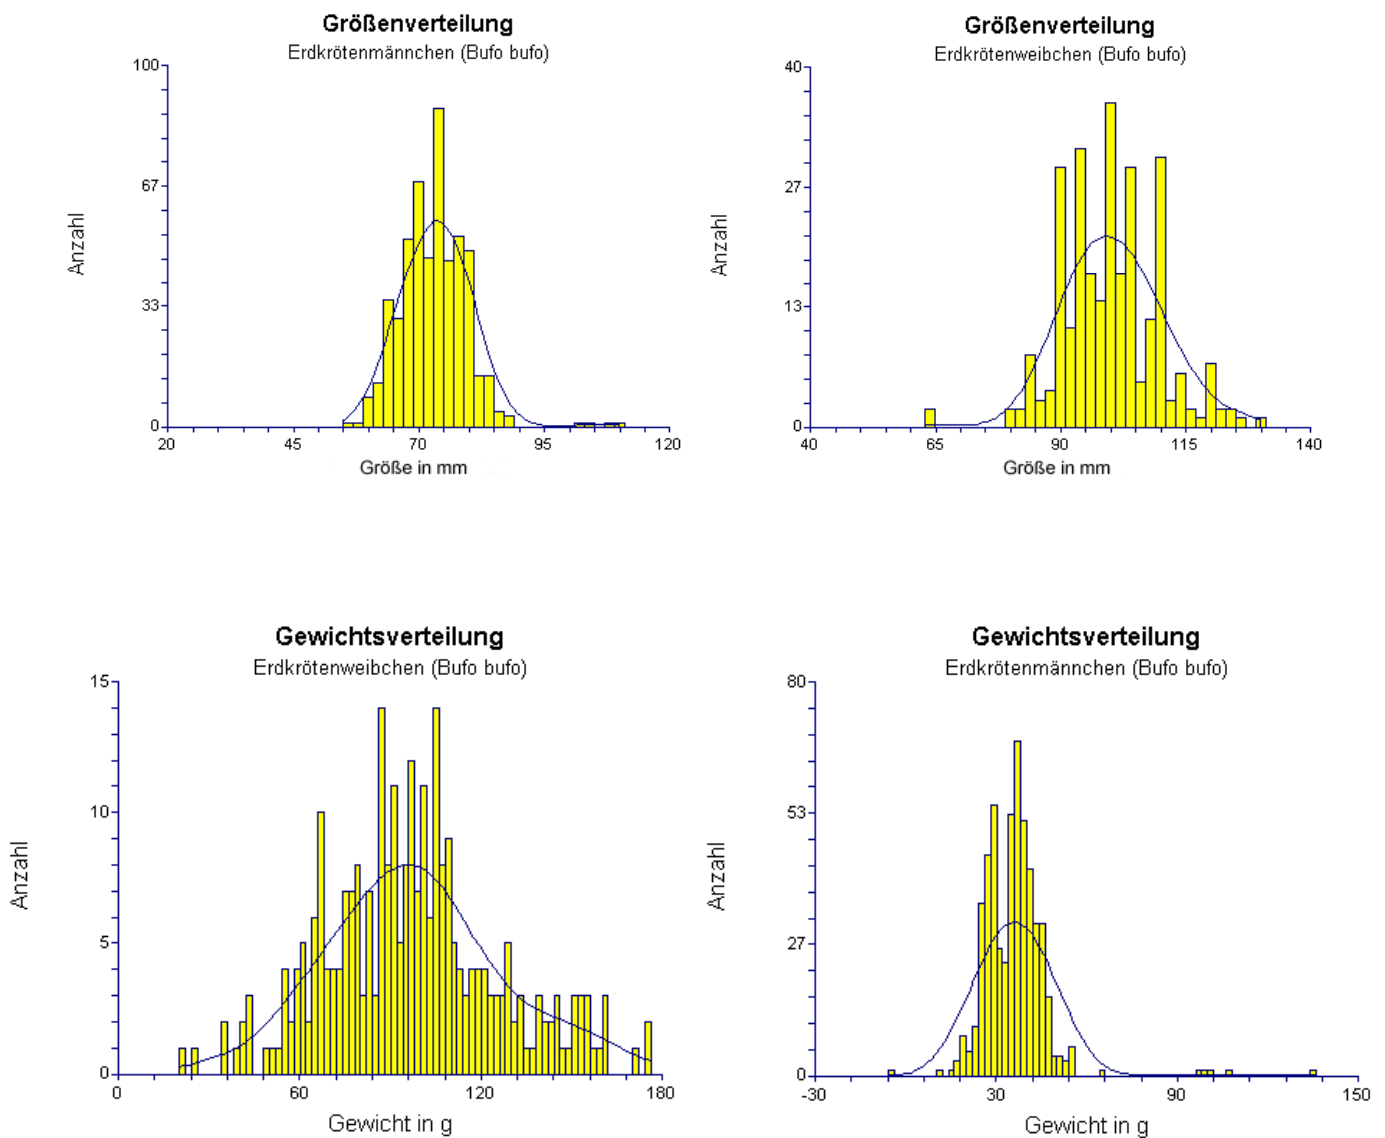 Größenverteilung
Erdkrötenmännchen (Bufo bufo)
100
67
33
0
Anzahl
20 45 70 95 120
Größe in mm
Größenverteilung
Erdkrötenweibchen (Bufo bufo)
40
27
13
0
Anzahl
40 65 90 115 140
Größe in mm
Gewichtsverteilung
Erdkrötenweibchen (Bufo bufo)
15
10
5
0
Anzahl
0 60 120 180
Gewicht in g
Gewichtsverteilung
Erdkrötenmännchen (Bufo bufo)
80
53
27
0
Anzahl
-30 30 90 150
Gewicht in g